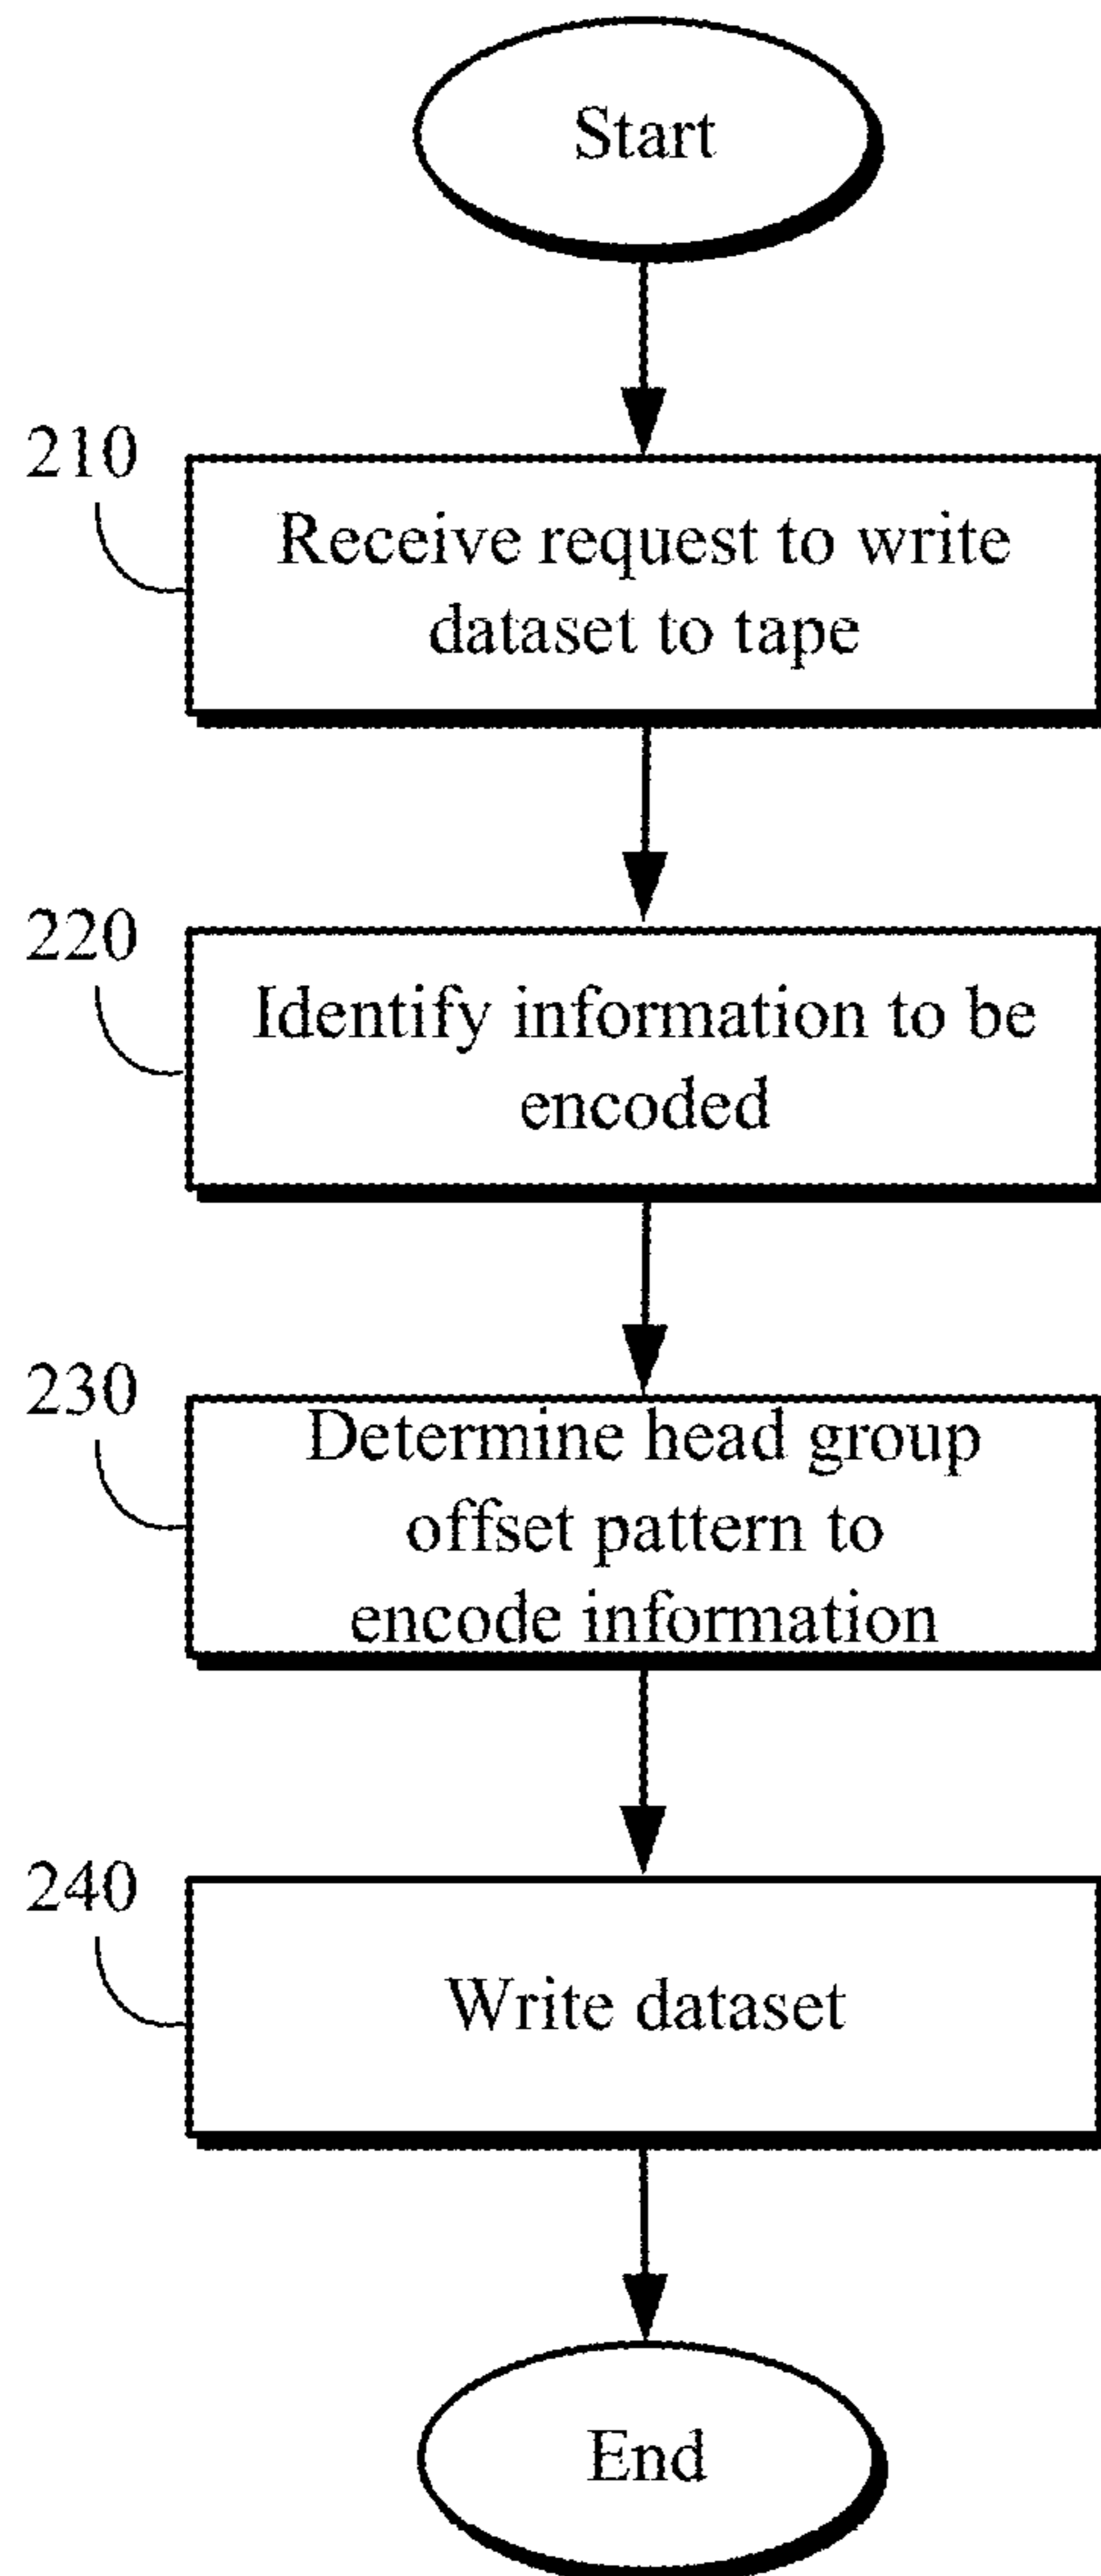 Start
210
Receive request to write
dataset to tape
220
Identify information to be
encoded
230
Determine head group
offset pattern to
encode information
240
Write dataset
End